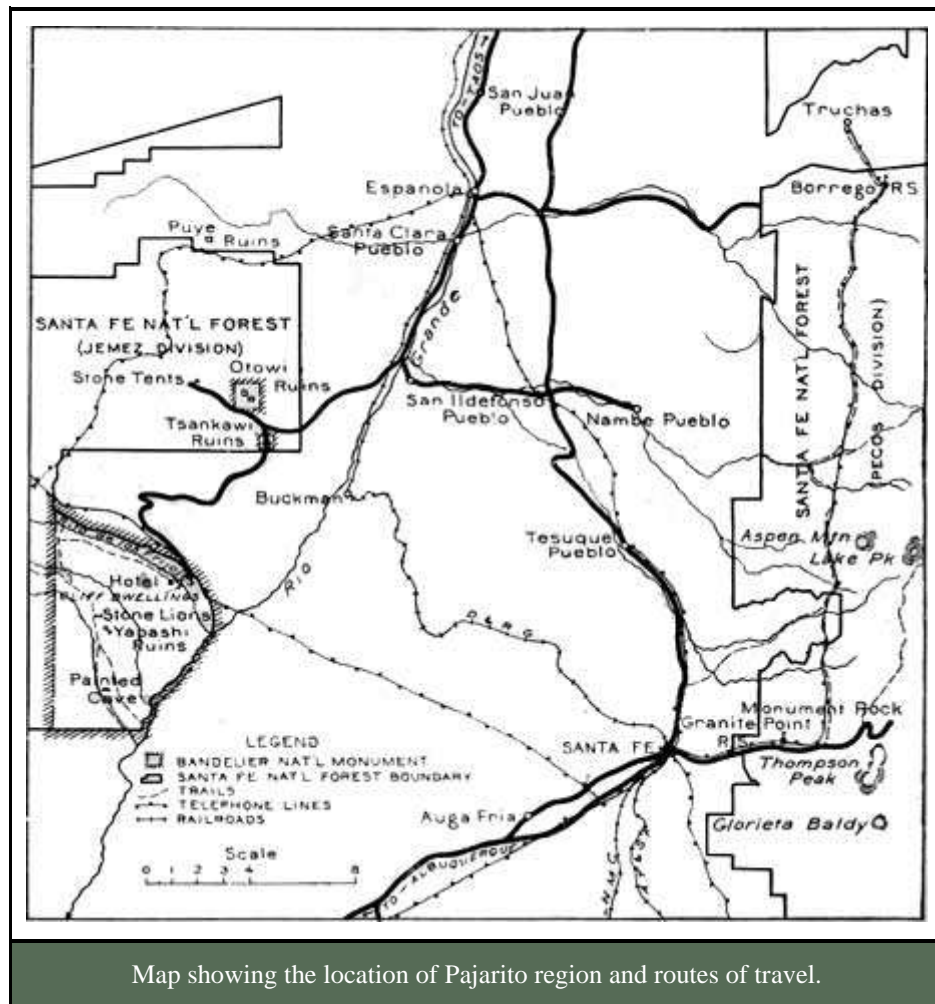 TO-TAOS
San Juan
Pueblo
Truchas
Espanola
Borrego RS
Puye
Ruins
Santa Clara
Pueblo
Grande
SANTA FE NAT'L FOREST
(JEMEZ DIVISION)
SANTA FE NAT'L FOREST
(PECOS DIVISION)
Stone Tents
Otowi
Ruins
San Ildefonso
Pueblo
Nambe Pueblo
Tsankawi
Ruins
Buckman
Tesuque
Pueblo
Aspen Mtn
Lake Pk
Hotel
CLIFF DWELLINGS
RIO
Stone Lions
Yapashi
Ruins
D&RG
Painted
Cave
Monument Rock
Granite Point
R.S.
SANTA FE
Thompson
Peak
LEGEND
BANDELIER NAT'L MONUMENT
SANTA FE NAT'L FOREST BOUNDARY
TRAILS
TELEPHONE LINES
RAILROADS
Auga Fria
Glorieta Baldy
Scale
0 1 2 4 8
TO-ALBUQUERQUE
Map showing the location of Pajarito region and routes of travel.